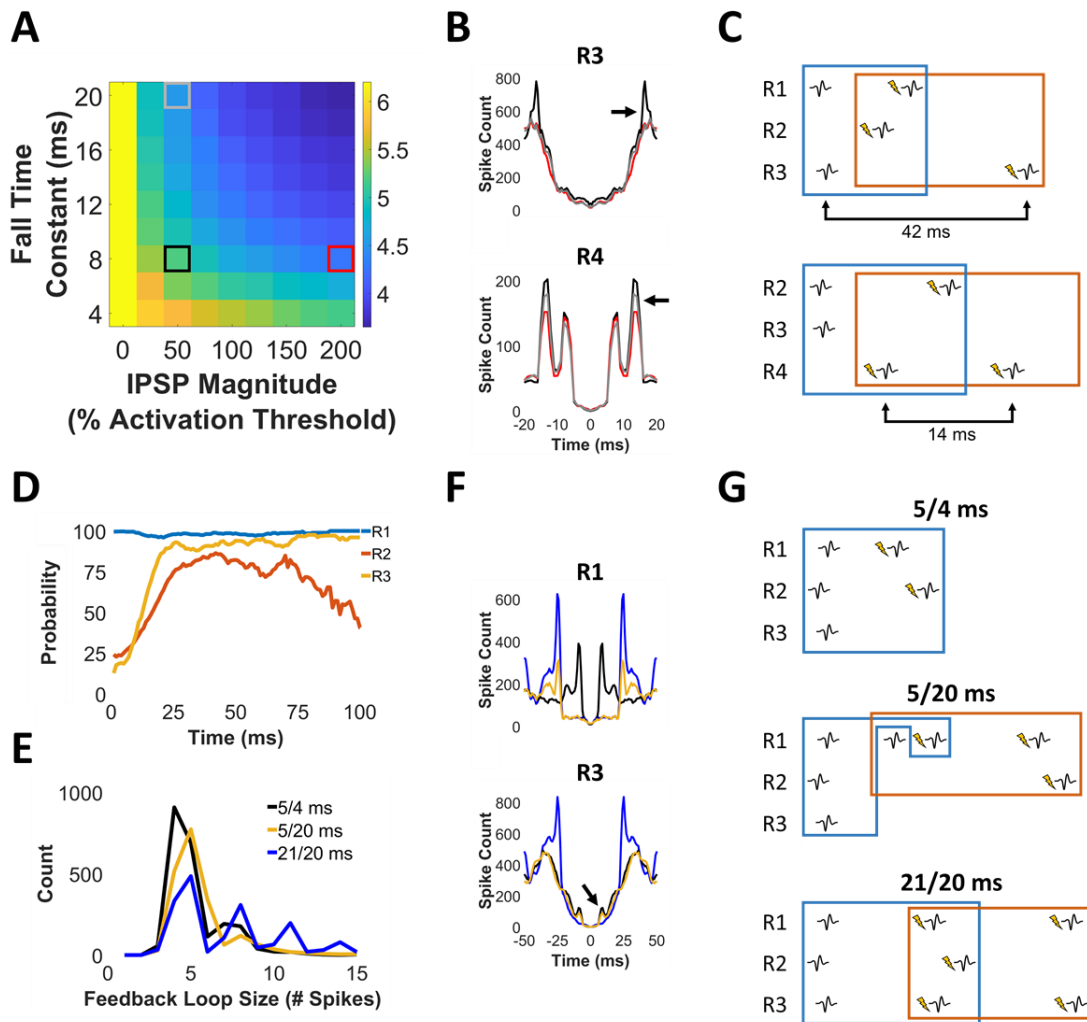 A
Fall Time
Constant (ms)
20
16
12
8
4
0 50 100 150 200
IPSP Magnitude
(% Activation Threshold)
6
5.5
5
4.5
4
B
R3
Spike Count
800
600
400
200
0
R4
Spike Count
200
100
0
-20 -10 0 10 20
Time (ms)
C
R1
R2
R3
42 ms
R2
R3
R4
14 ms
D
Probability
100
75
50
25
0
R1
R2
R3
1 25 50 75 100
Time (ms)
E
Count
1000
500
0
5/4 ms
5/20 ms
21/20 ms
0 5 10 15
Feedback Loop Size (# Spikes)
F
R1
Spike Count
600
400
200
0
R3
Spike Count
800
600
400
200
0
-50 -25 0 25 50
Time (ms)
G
5/4 ms
R1
R2
R3
5/20 ms
R1
R2
R3
21/20 ms
R1
R2
R3